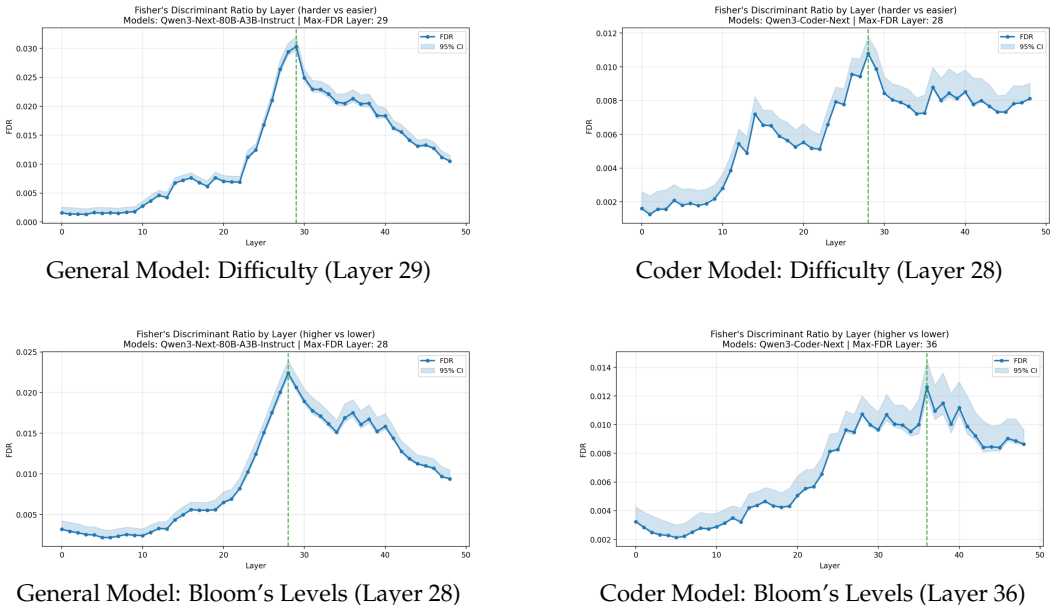 Fisher's Discriminant Ratio by Layer (harder vs easier)
Models: Qwen3-Next-80B-A3B-Instruct | Max-FDR Layer: 29
FDR
95% CI
0.030
0.025
0.020
0.015
0.010
0.005
0.000
FDR
0
10
20
30
40
50
Layer
General Model: Difficulty (Layer 29)
Fisher's Discriminant Ratio by Layer (harder vs easier)
Models: Qwen3-Coder-Next | Max-FDR Layer: 28
FDR
95% CI
0.012
0.010
0.008
0.006
0.004
0.002
FDR
0
10
20
30
40
50
Layer
Coder Model: Difficulty (Layer 28)
Fisher's Discriminant Ratio by Layer (higher vs lower)
Models: Qwen3-Next-80B-A3B-Instruct | Max-FDR Layer: 28
FDR
95% CI
0.025
0.020
0.015
0.010
0.005
FDR
0
10
20
30
40
50
Layer
General Model: Bloom's Levels (Layer 28)
Fisher's Discriminant Ratio by Layer (higher vs lower)
Models: Qwen3-Coder-Next | Max-FDR Layer: 36
FDR
95% CI
0.014
0.012
0.010
0.008
0.006
0.004
0.002
FDR
0
10
20
30
40
50
Layer
Coder Model: Bloom's Levels (Layer 36)